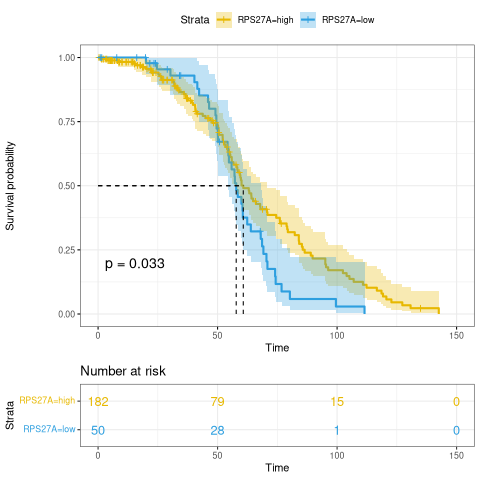 Strata RPS27A=high RPS27A=low
Survival probability
1.00
0.75
0.50
0.25
0.00
p = 0.033
0 50 100 150
Time
Number at risk
Strata
RPS27A=high 182 79 15 0
RPS27A=low 50 28 1 0
0 50 100 150
Time